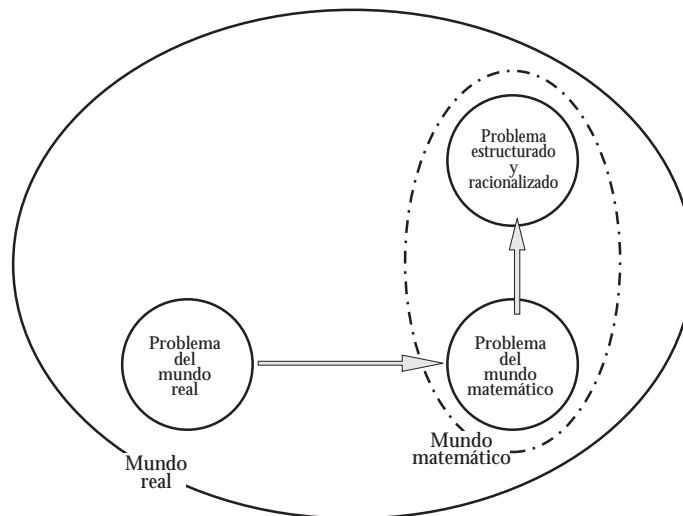 Problema
estructurado
y
racionalizado
Problema
del
mundo
real
Problema
del
mundo
matemático
Mundo
matemático
Mundo
real